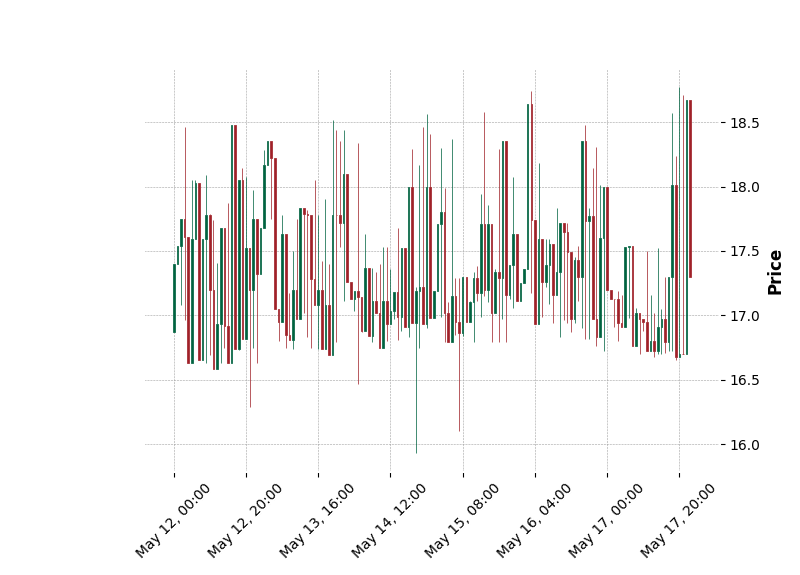 18.5
18.0
17.5
17.0
16.5
16.0
Price
May 12, 00:00
May 12, 20:00
May 13, 16:00
May 14, 12:00
May 15, 08:00
May 16, 04:00
May 17, 00:00
May 17, 20:00